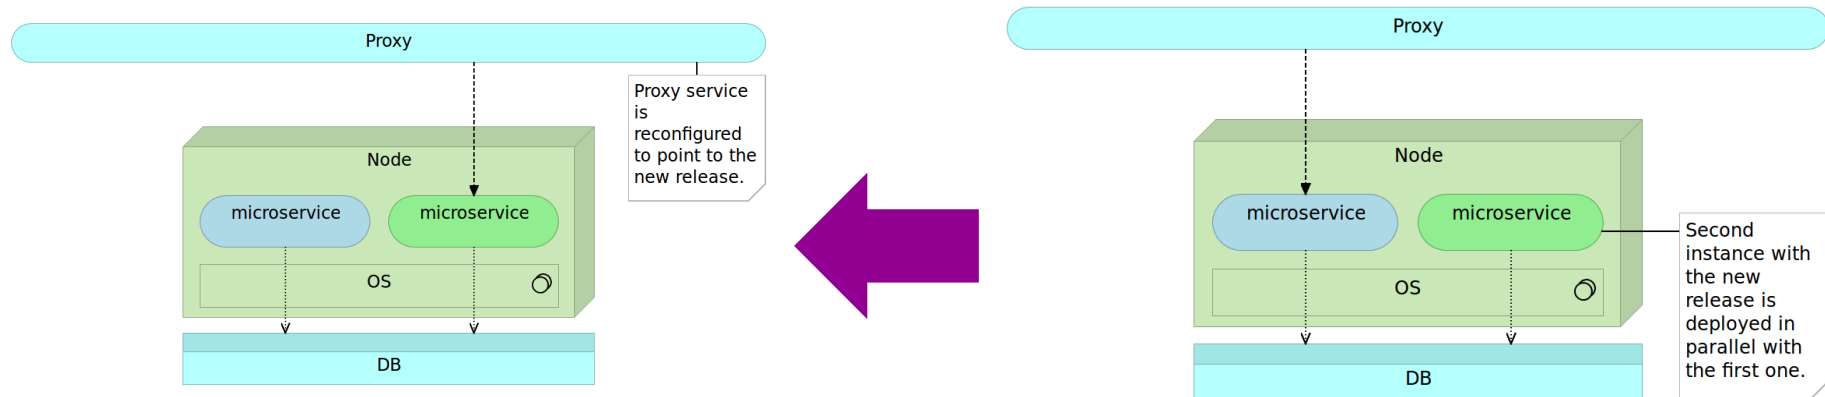 Proxy
Proxy service
is
reconfigured
to point to the
new release.
Node
microservice
microservice
OS
DB
Proxy
Node
microservice
microservice
OS
DB
Second
instance with
the new
release is
deployed in
parallel with
the first one.